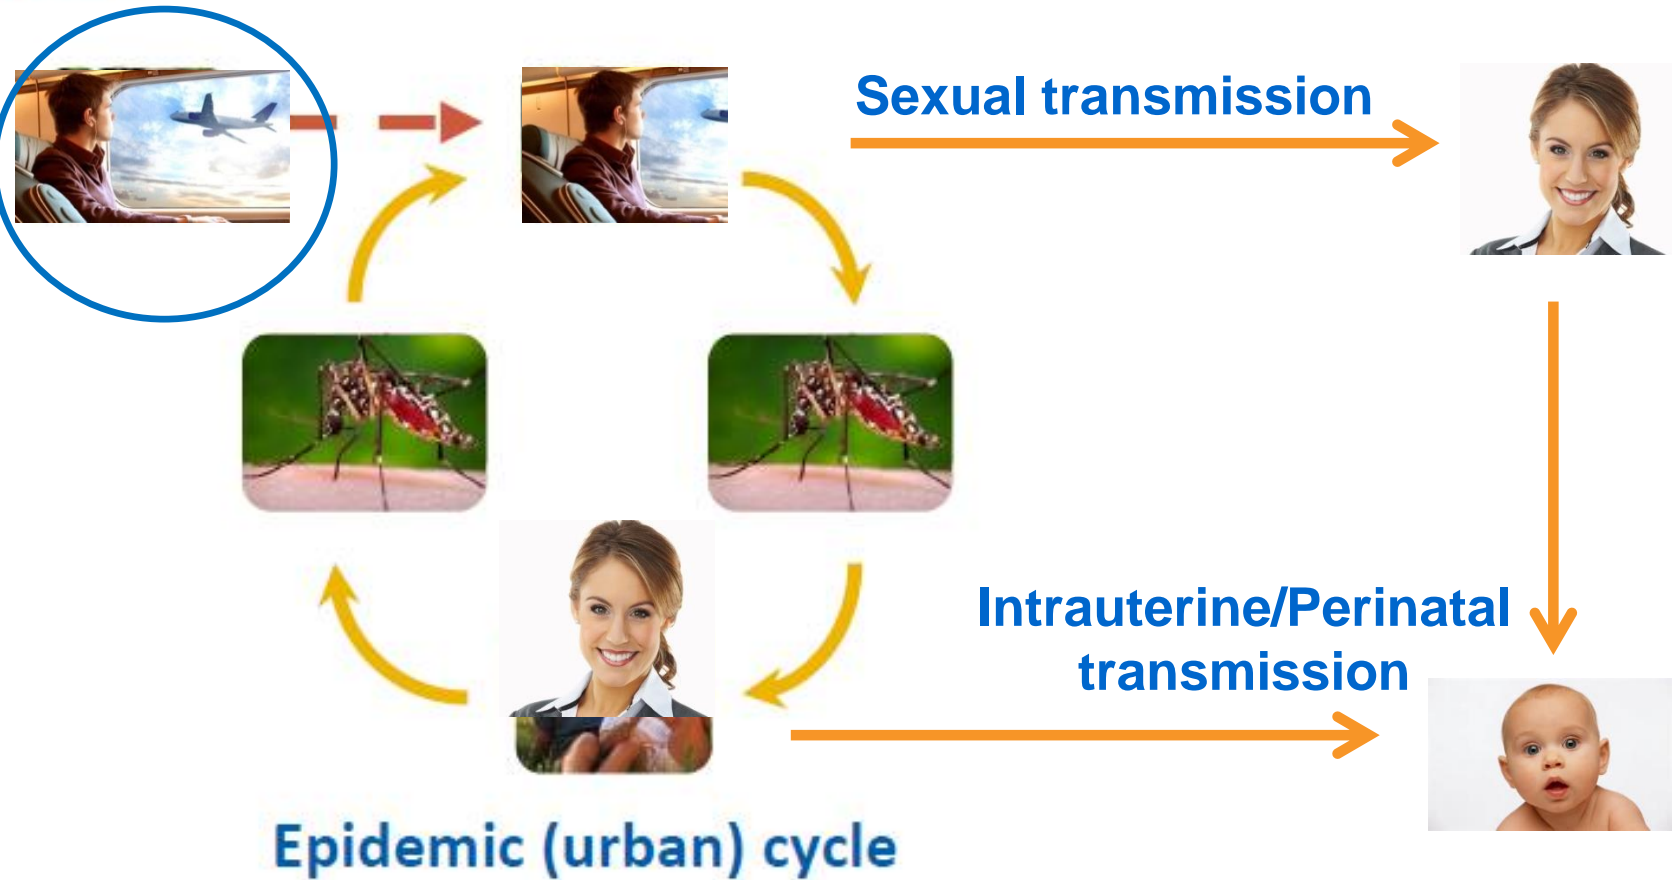 Sexual transmission
Intrauterine/Perinatal
transmission
Epidemic (urban) cycle